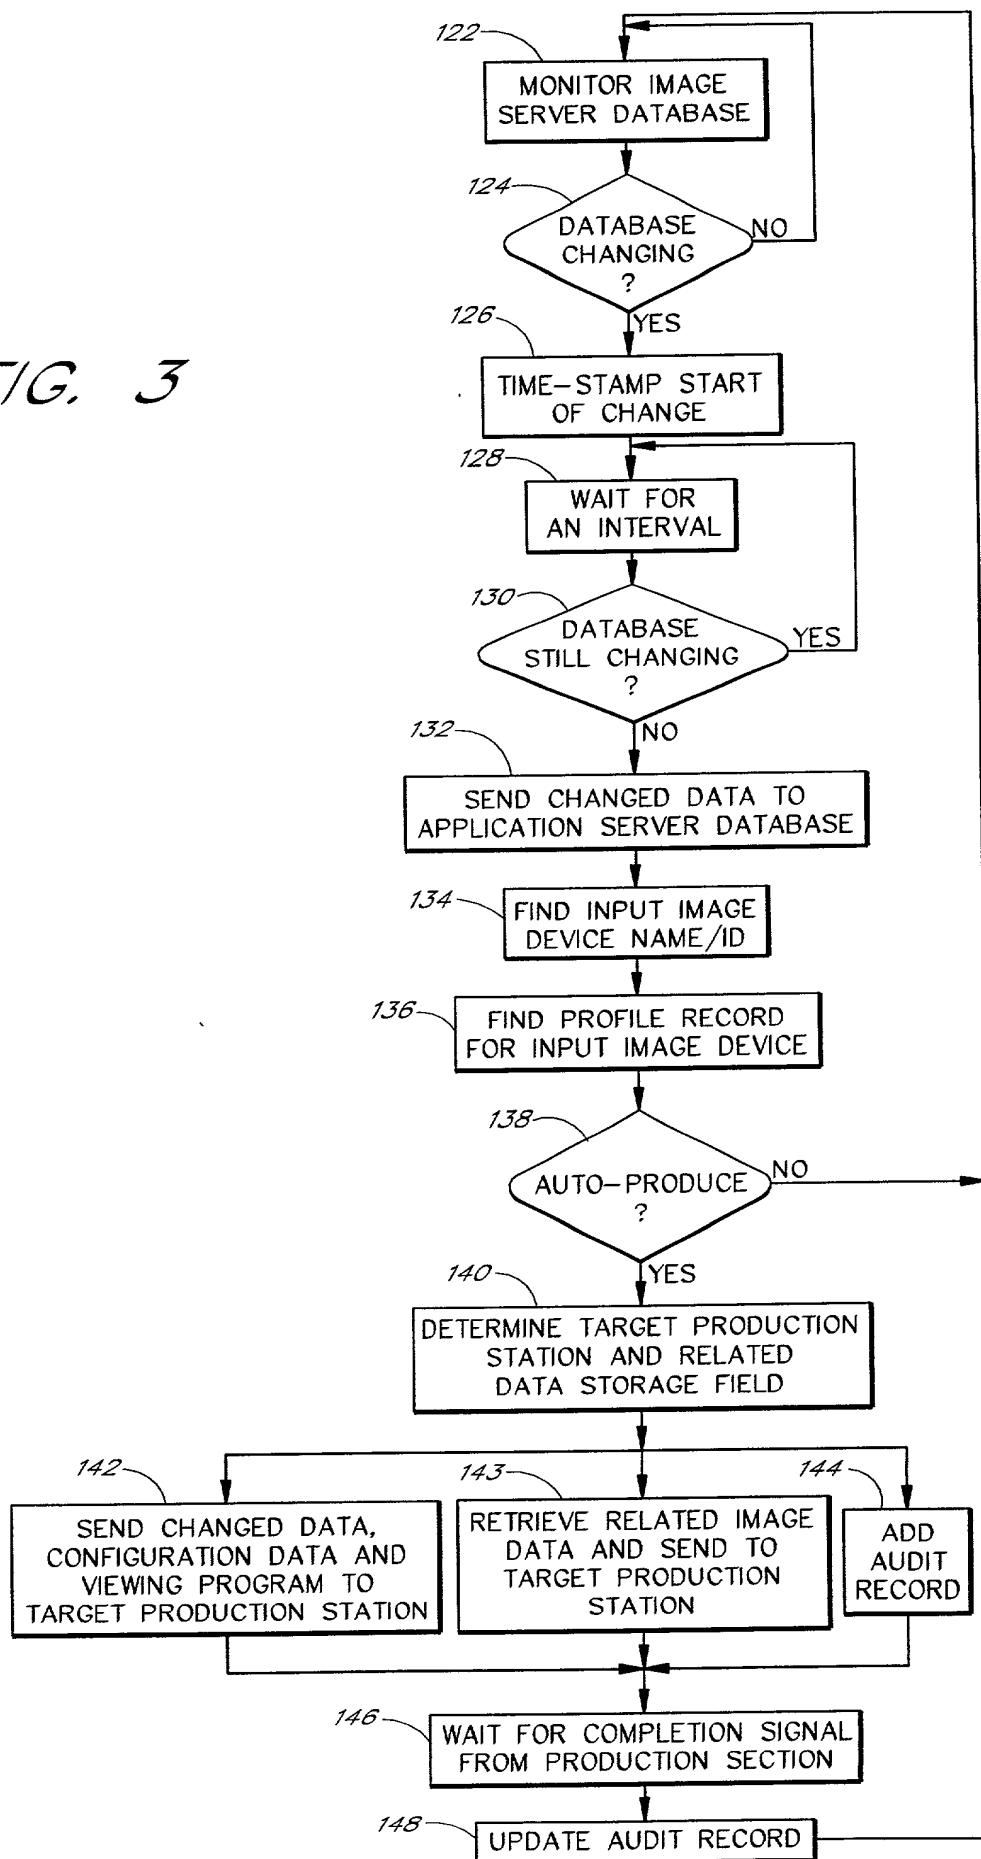 122
MONITOR IMAGE
SERVER DATABASE
124
DATABASE
CHANGING
?
NO
YES
126
TIME-STAMP START
OF CHANGE
FIG. 3
128
WAIT FOR
AN INTERVAL
130
DATABASE
STILL CHANGING
?
YES
NO
132
SEND CHANGED DATA TO
APPLICATION SERVER DATABASE
134
FIND INPUT IMAGE
DEVICE NAME/ID
136
FIND PROFILE RECORD
FOR INPUT IMAGE DEVICE
138
AUTO-PRODUCE
?
NO
YES
140
DETERMINE TARGET PRODUCTION
STATION AND RELATED
DATA STORAGE FIELD
142
SEND CHANGED DATA,
CONFIGURATION DATA AND
VIEWING PROGRAM TO
TARGET PRODUCTION STATION
143
RETRIEVE RELATED IMAGE
DATA AND SEND TO
TARGET PRODUCTION
STATION
144
ADD
AUDIT
RECORD
146
WAIT FOR COMPLETION SIGNAL
FROM PRODUCTION SECTION
148
UPDATE AUDIT RECORD